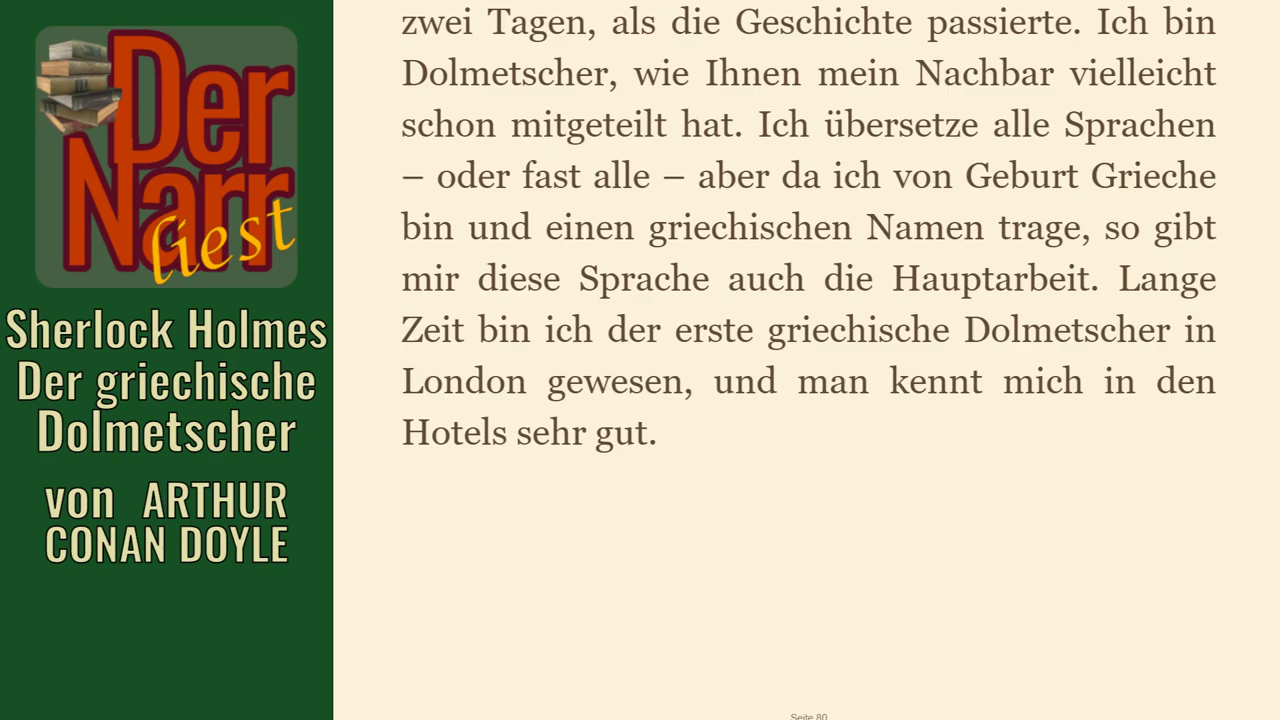 Der
Narr
liest
Sherlock Holmes
Der griechische
Dolmetscher
von ARTHUR
CONAN DOYLE
zwei Tagen, als die Geschichte passierte. Ich bin
Dolmetscher, wie Ihnen mein Nachbar vielleicht
schon mitgeteilt hat. Ich übersetze alle Sprachen
– oder fast alle – aber da ich von Geburt Grieche
bin und einen griechischen Namen trage, so gibt
mir diese Sprache auch die Hauptarbeit. Lange
Zeit bin ich der erste griechische Dolmetscher in
London gewesen, und man kennt mich in den
Hotels sehr gut.
Seite 80